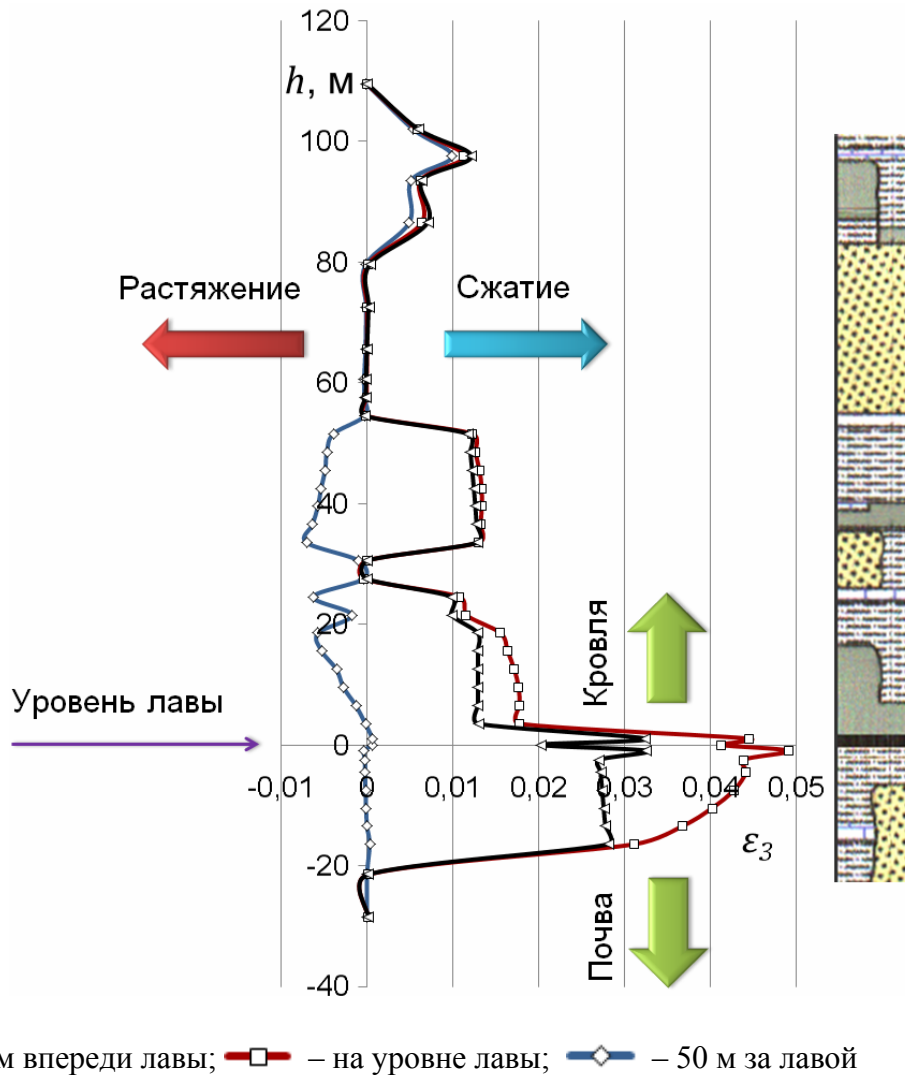 120
h, м
100
80
Растяжение
Сжатие
60
40
Кровля
20
Уровень лавы
0
-0,01 0 0,01 0,02 0,03 0,04 0,05
ε3
-20
Почва
-40
м впереди лавы; – на уровне лавы; – 50 м за лавой